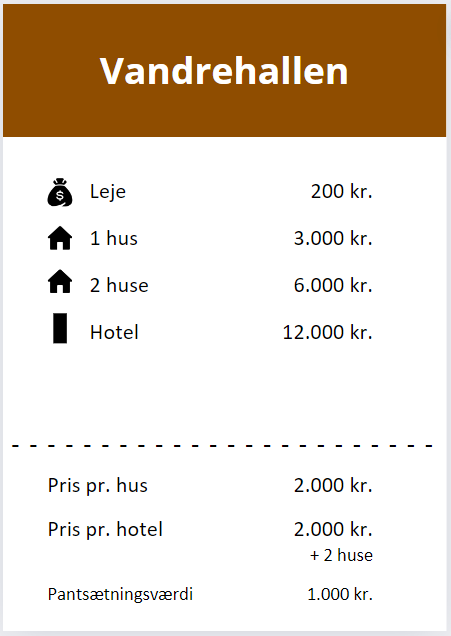 Vandrehallen
$ Leje 200 kr.
1 hus 3.000 kr.
2 huse 6.000 kr.
Hotel 12.000 kr.
Pris pr. hus 2.000 kr.
Pris pr. hotel 2.000 kr.
+ 2 huse
Pantsætningsværdi 1.000 kr.